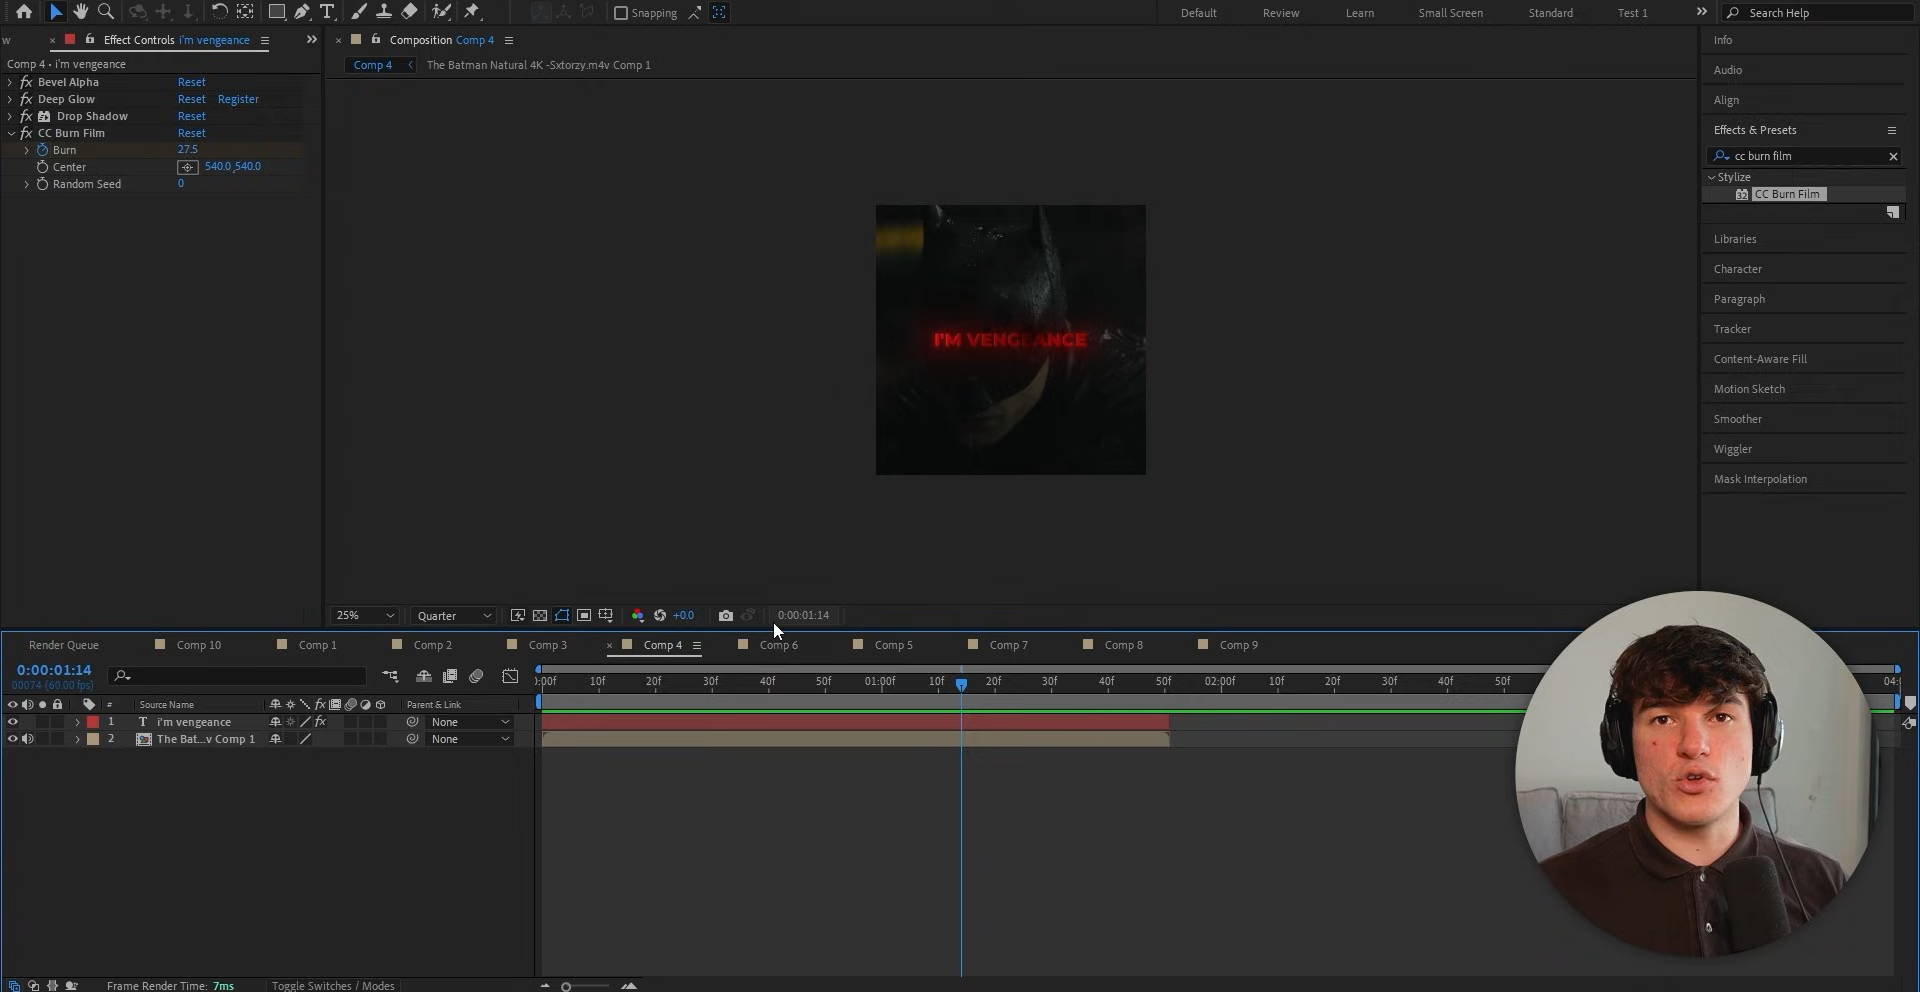 Snapping
Default
Review
Learn
Small Screen
Standard
Test 1
Search Help
Effect Controls i'm vengeance
Comp 4 • i'm vengeance
fx Bevel Alpha Reset
fx Deep Glow Reset Register
fx Drop Shadow Reset
fx CC Burn Film Reset
Burn 27.5
Center 540.0,540.0
Random Seed 0
Composition Comp 4
Comp 4 The Batman Natural 4K -Sxtorzy.m4v Comp 1
I'M VENGEANCE
Info
Audio
Align
Effects & Presets
cc burn film
Stylize
32 CC Burn Film
Libraries
Character
Paragraph
Tracker
Content-Aware Fill
Motion Sketch
Smoother
Wiggler
Mask Interpolation
25% Quarter +0.0 0:00:01:14
Render Queue Comp 10 Comp 1 Comp 2 Comp 3 Comp 4 Comp 6 Comp 5 Comp 7 Comp 8 Comp 9
0:00:01:14
00074 (60.00 fps)
):00f 10f 20f 30f 40f 50f 01:00f 10f 20f 30f 40f 50f 02:00f 10f 20f 30f 40f 50f 04:
# Source Name fx Parent & Link
1 T i'm vengeance fx None
2 The Bat...v Comp 1 None
Frame Render Time: 7ms Toggle Switches / Modes